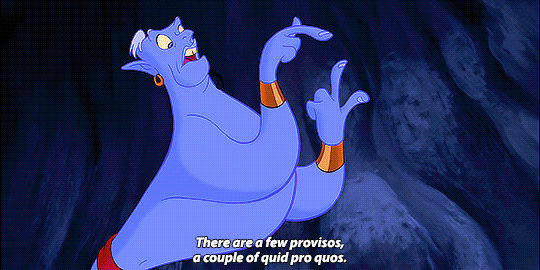 There are a few provisos,
a couple of quid pro quos.